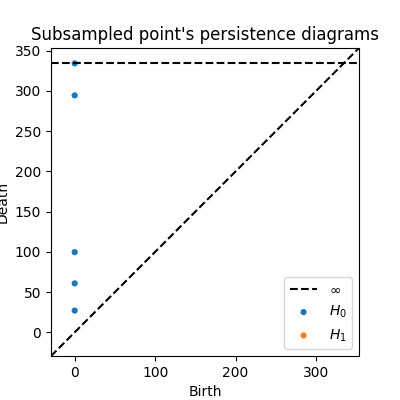 Subsampled point's persistence diagrams
350
300
250
200
150
100
50
0
Death
0 100 200 300
Birth
∞
H₀
H₁